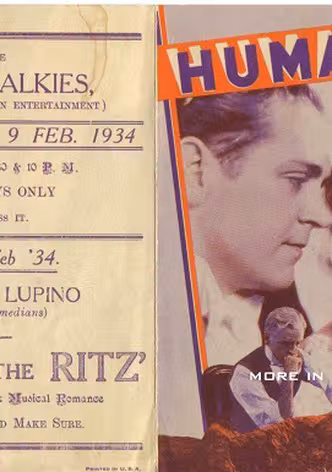 E
ALKIES,
N ENTERTAINMENT)
9 FEB. 1934
0 & 10 P. M.
YS ONLY
SS IT.
eb '34.
LUPINO
medians)
THE RITZ'
& Musical Romance
D MAKE SURE.
PRINTED IN U. S. A.
HUMA
MORE IN